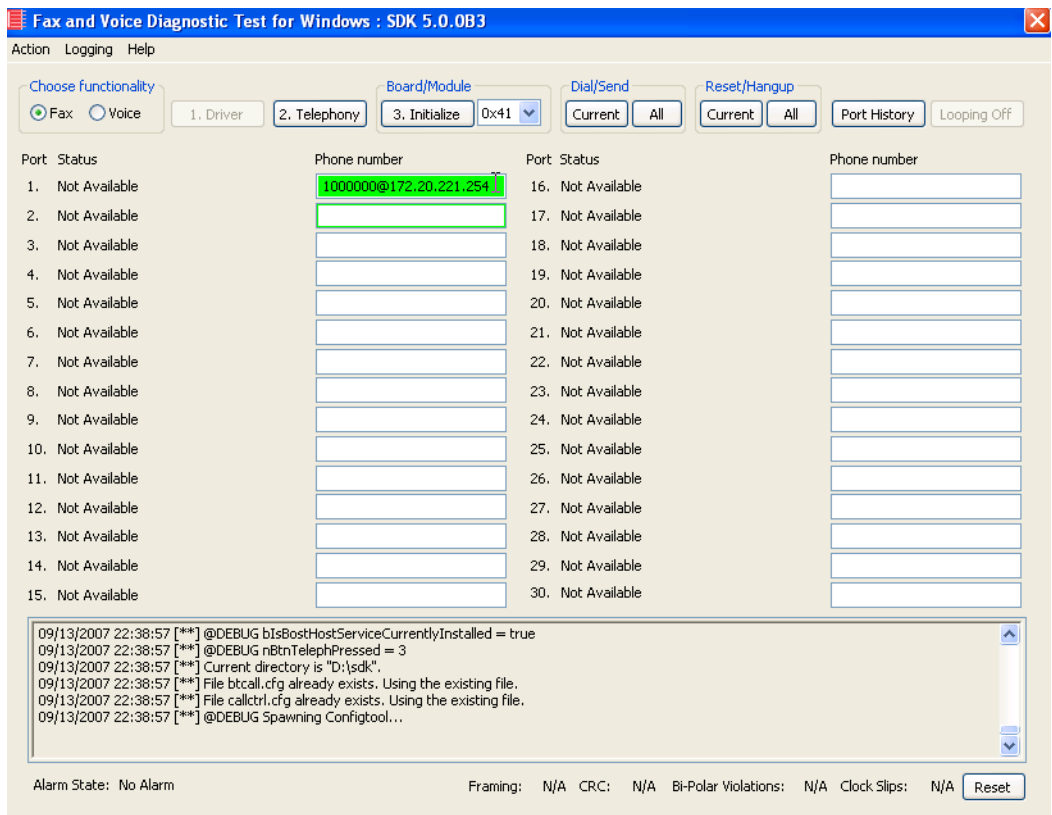 Fax and Voice Diagnostic Test for Windows : SDK 5.0.0B3
Action Logging Help
Choose functionality Board/Module Dial/Send Reset/Hangup
Fax Voice 1. Driver 2. Telephony 3. Initialize 0x41 Current All Current All Port History Looping Off
Port Status Phone number Port Status Phone number
1. Not Available 1000000@172.20.221.254 16. Not Available
2. Not Available 17. Not Available
3. Not Available 18. Not Available
4. Not Available 19. Not Available
5. Not Available 20. Not Available
6. Not Available 21. Not Available
7. Not Available 22. Not Available
8. Not Available 23. Not Available
9. Not Available 24. Not Available
10. Not Available 25. Not Available
11. Not Available 26. Not Available
12. Not Available 27. Not Available
13. Not Available 28. Not Available
14. Not Available 29. Not Available
15. Not Available 30. Not Available
09/13/2007 22:38:57 [**] @DEBUG bIsBostHostServiceCurrentlyInstalled = true
09/13/2007 22:38:57 [**] @DEBUG nBtnTelephPressed = 3
09/13/2007 22:38:57 [**] Current directory is "D:\sdk".
09/13/2007 22:38:57 [**] File btcall.cfg already exists. Using the existing file.
09/13/2007 22:38:57 [**] File callctrl.cfg already exists. Using the existing file.
09/13/2007 22:38:57 [**] @DEBUG Spawning Configtool...
Alarm State: No Alarm Framing: N/A CRC: N/A Bi-Polar Violations: N/A Clock Slips: N/A Reset